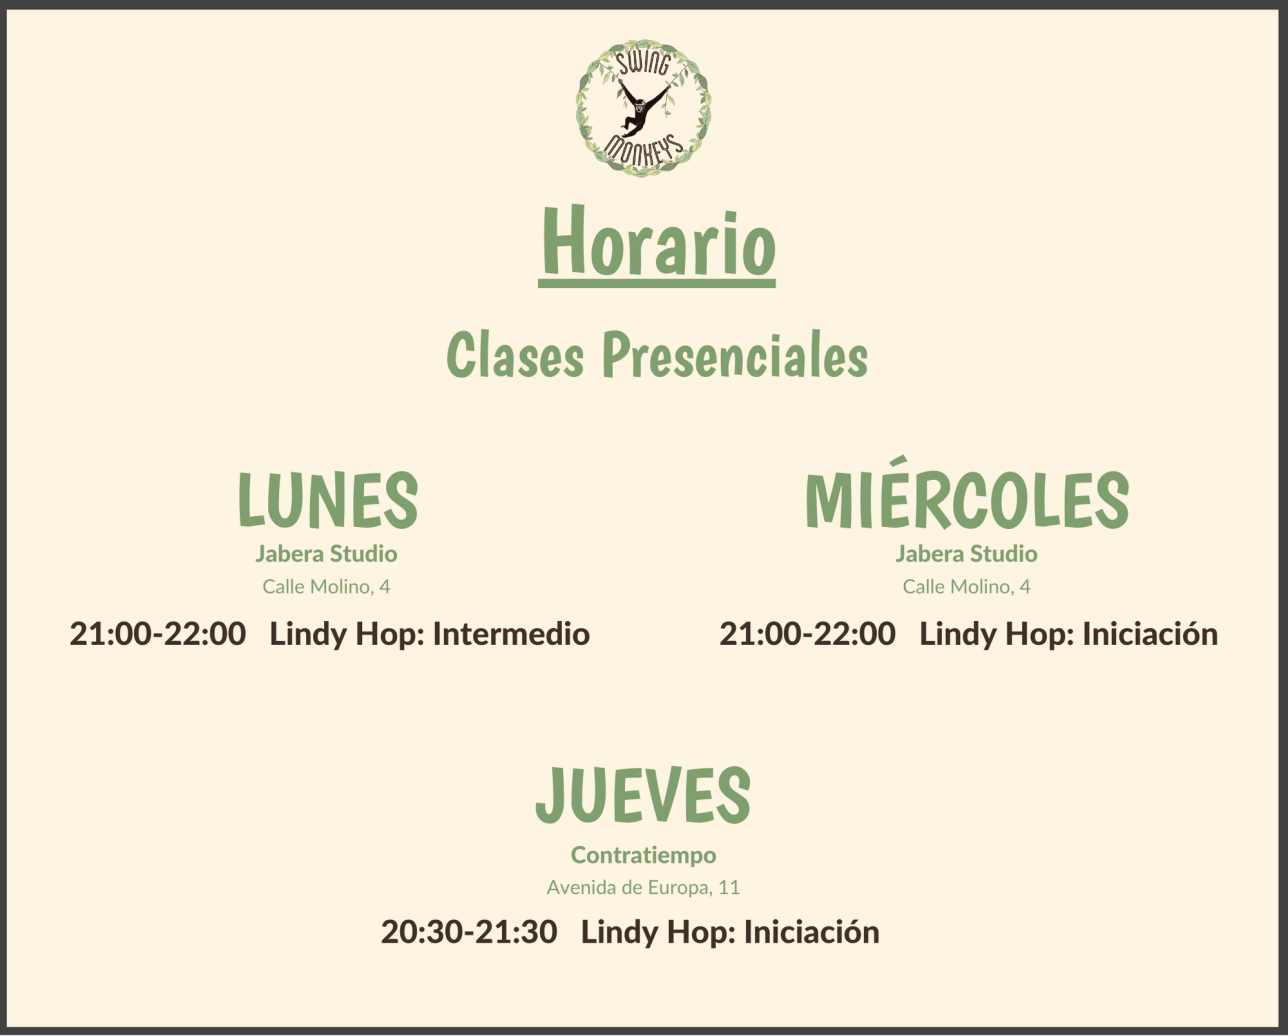 SWING
MONKEYS
Horario
Clases Presenciales
LUNES
Jabera Studio
Calle Molino, 4
21:00-22:00 Lindy Hop: Intermedio
MIÉRCOLES
Jabera Studio
Calle Molino, 4
21:00-22:00 Lindy Hop: Iniciación
JUEVES
Contratiempo
Avenida de Europa, 11
20:30-21:30 Lindy Hop: Iniciación